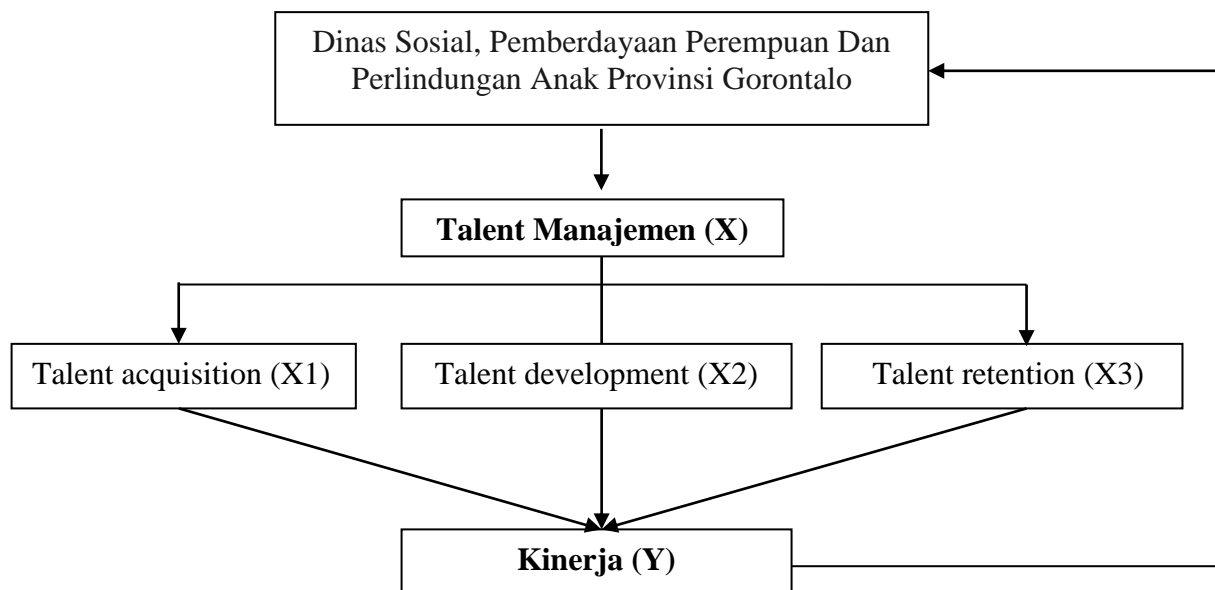 Dinas Sosial, Pemberdayaan Perempuan Dan
Perlindungan Anak Provinsi Gorontalo
Talent Manajemen (X)
Talent acquisition (X1)
Talent development (X2)
Talent retention (X3)
Kinerja (Y)